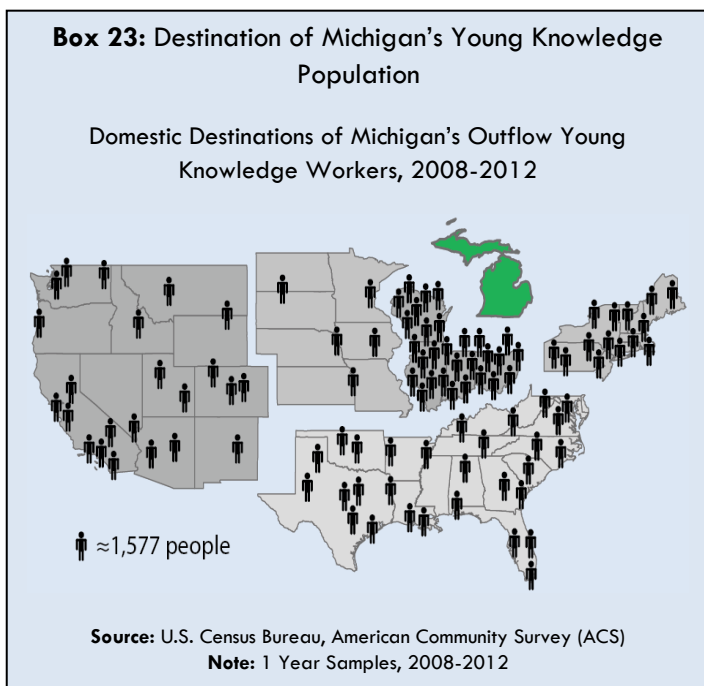 Box 23: Destination of Michigan's Young Knowledge
Population
Domestic Destinations of Michigan's Outflow Young
Knowledge Workers, 2008-2012
≈1,577 people
Source: U.S. Census Bureau, American Community Survey (ACS)
Note: 1 Year Samples, 2008-2012